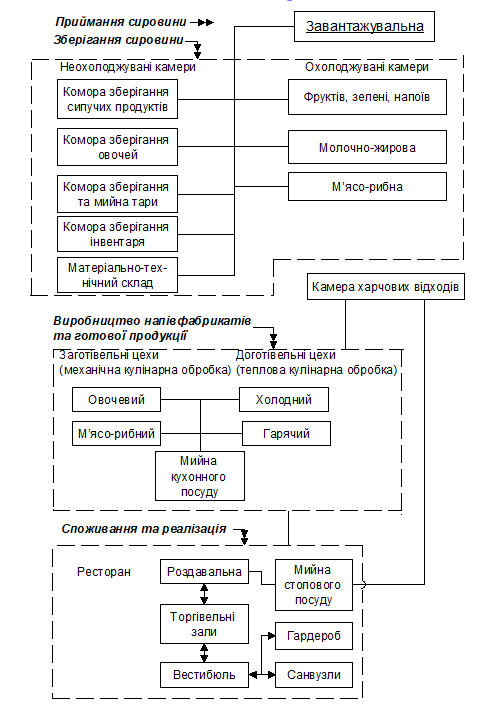 Приймання сировини
Завантажувальна
Зберігання сировини
Неохолоджувані камери
Охолоджувані камери
Комора зберігання
сипучих продуктів
Фруктів, зелені, напоїв
Комора зберігання
овочей
Молочно-жирова
Комора зберігання
та мийна тари
М'ясо-рибна
Комора зберігання
інвентаря
Матеріально-тех-
нічний склад
Камера харчових відходів
Виробництво напівфабрикатів
та готової продукції
Заготівельні цехи
(механічна кулінарна обробка)
Доготівельні цехи
(теплова кулінарна обробка)
Овочевий
Холодний
М'ясо-рибний
Гарячий
Мийна
кухонного
посуду
Споживання та реалізація
Ресторан
Роздавальна
Мийна
столового
посуду
Торгівельні
зали
Гардероб
Вестибюль
Санвузли